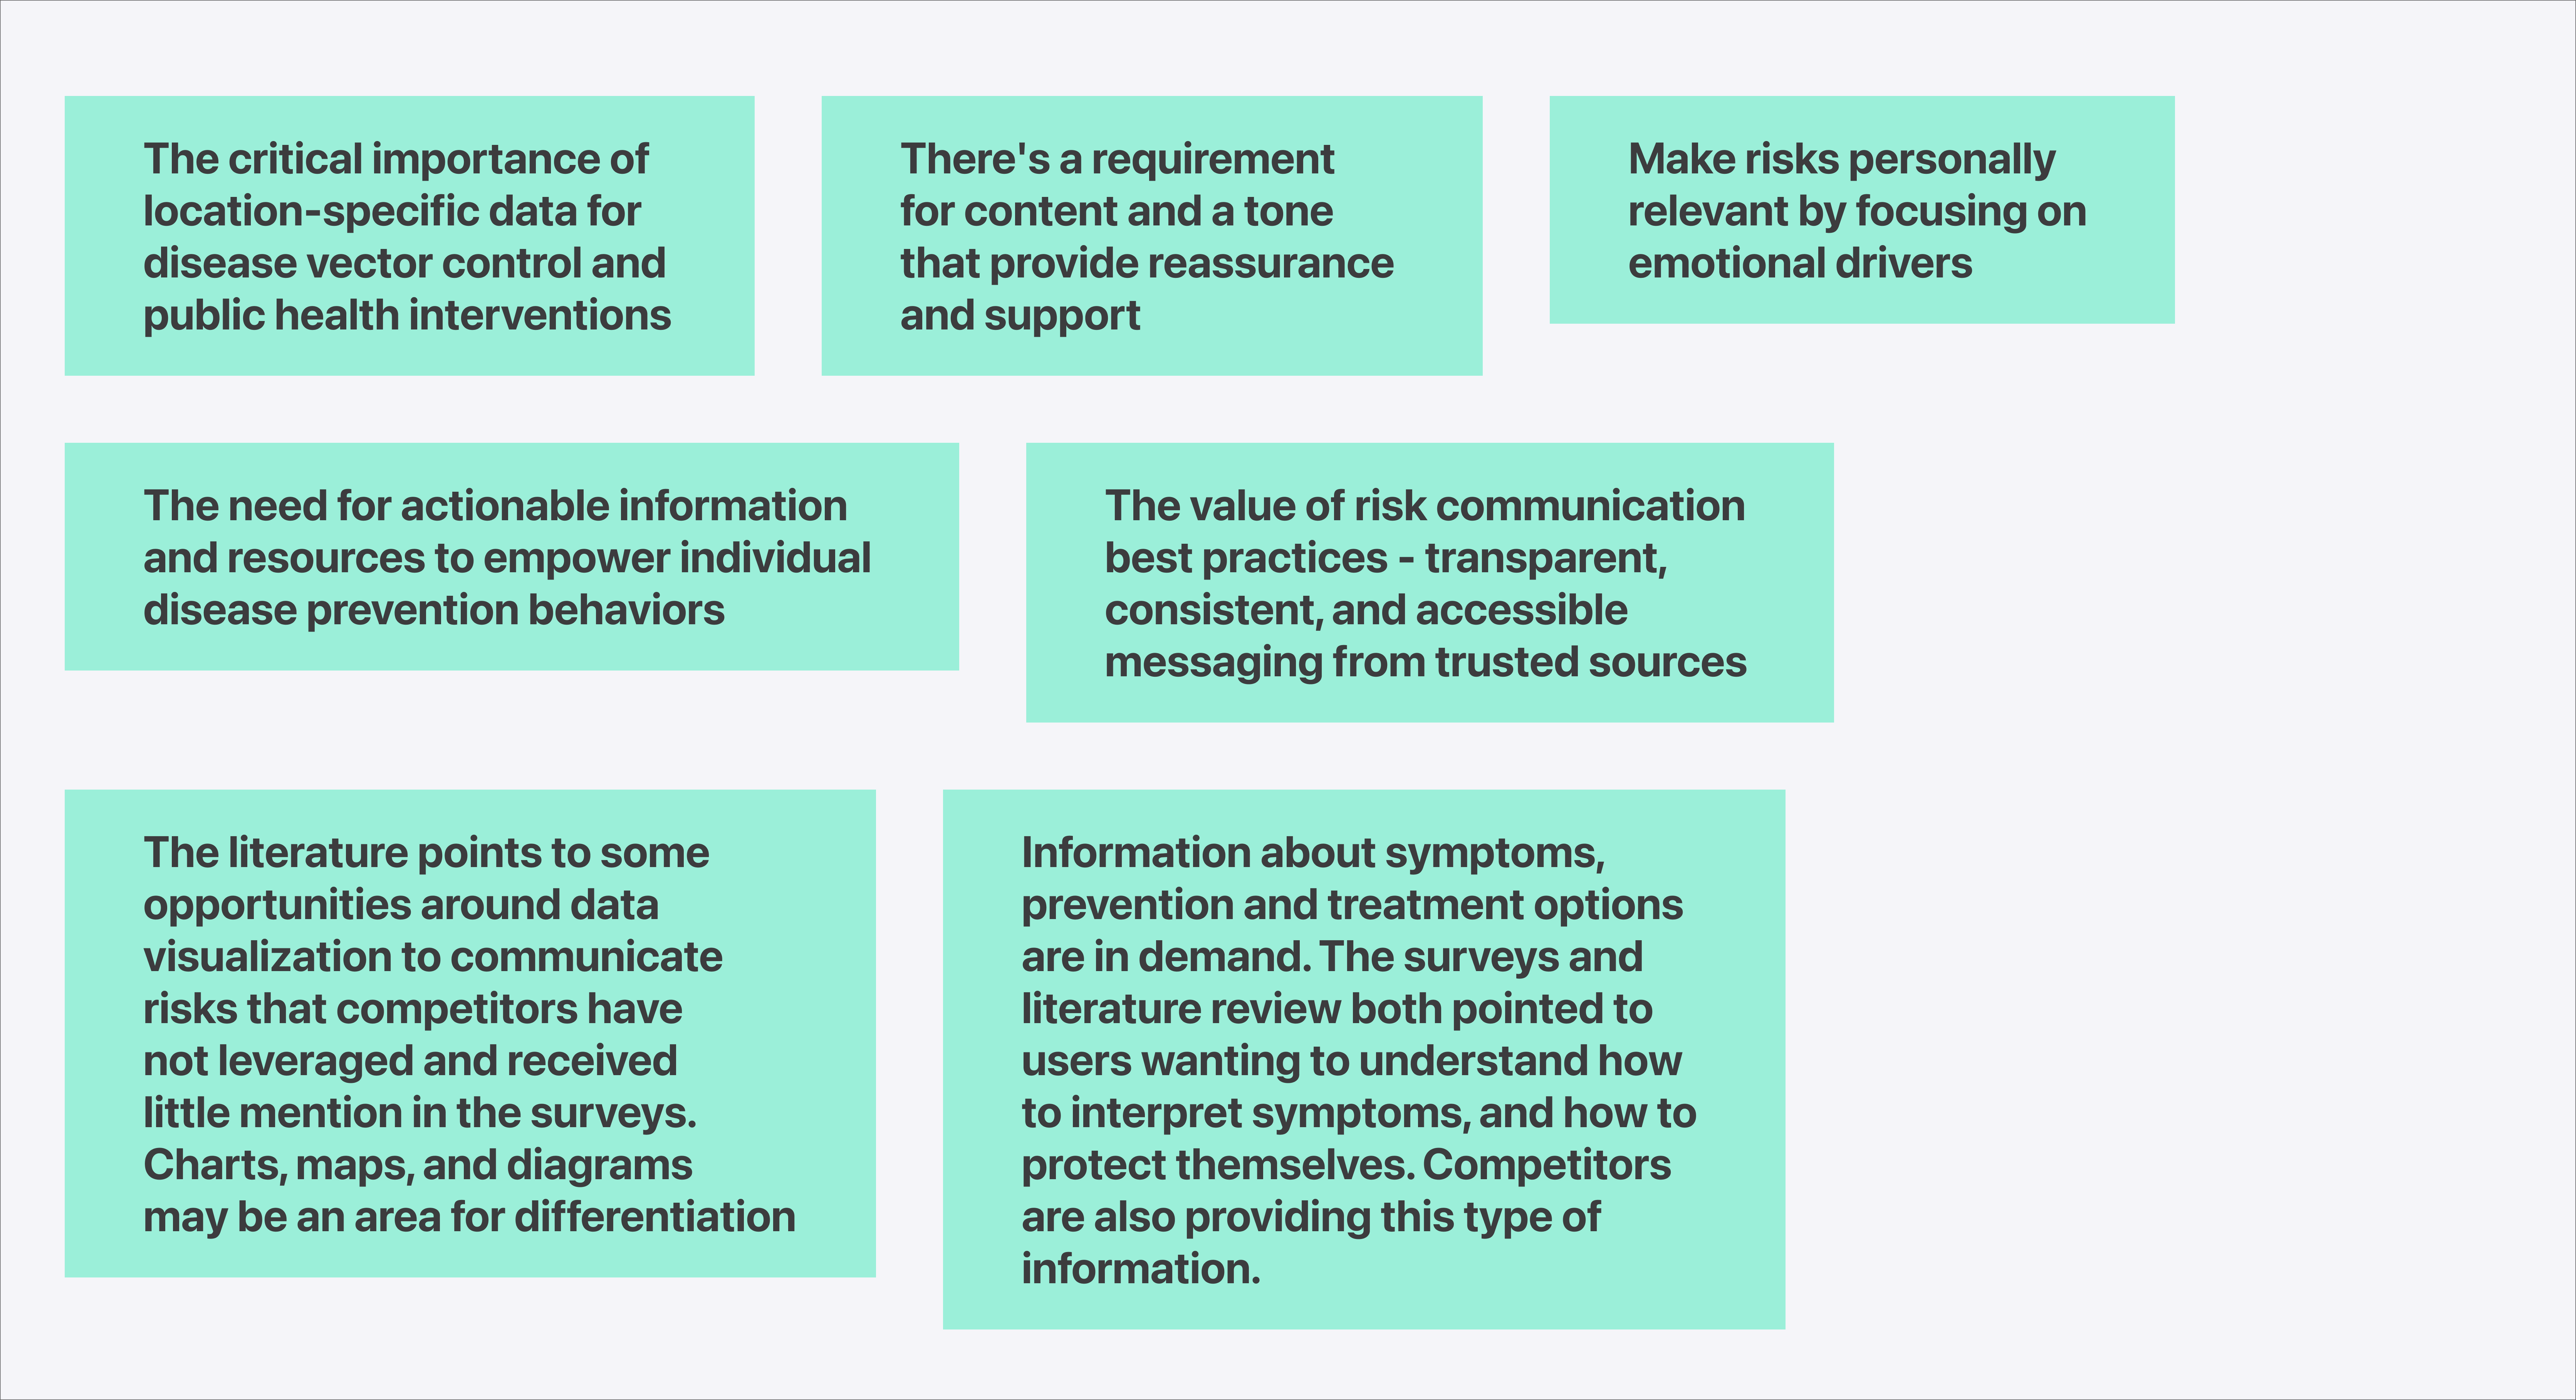 The critical importance of
location-specific data for
disease vector control and
public health interventions
There's a requirement
for content and a tone
that provide reassurance
and support
Make risks personally
relevant by focusing on
emotional drivers
The need for actionable information
and resources to empower individual
disease prevention behaviors
The value of risk communication
best practices - transparent,
consistent, and accessible
messaging from trusted sources
The literature points to some
opportunities around data
visualization to communicate
risks that competitors have
not leveraged and received
little mention in the surveys.
Charts, maps, and diagrams
may be an area for differentiation
Information about symptoms,
prevention and treatment options
are in demand. The surveys and
literature review both pointed to
users wanting to understand how
to interpret symptoms, and how to
protect themselves. Competitors
are also providing this type of
information.